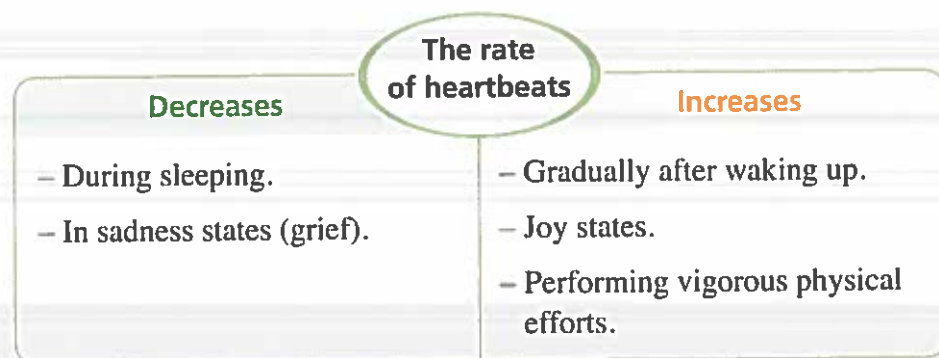 The rate
of heartbeats
Decreases
– During sleeping.
– In sadness states (grief).
Increases
– Gradually after waking up.
– Joy states.
– Performing vigorous physical
efforts.